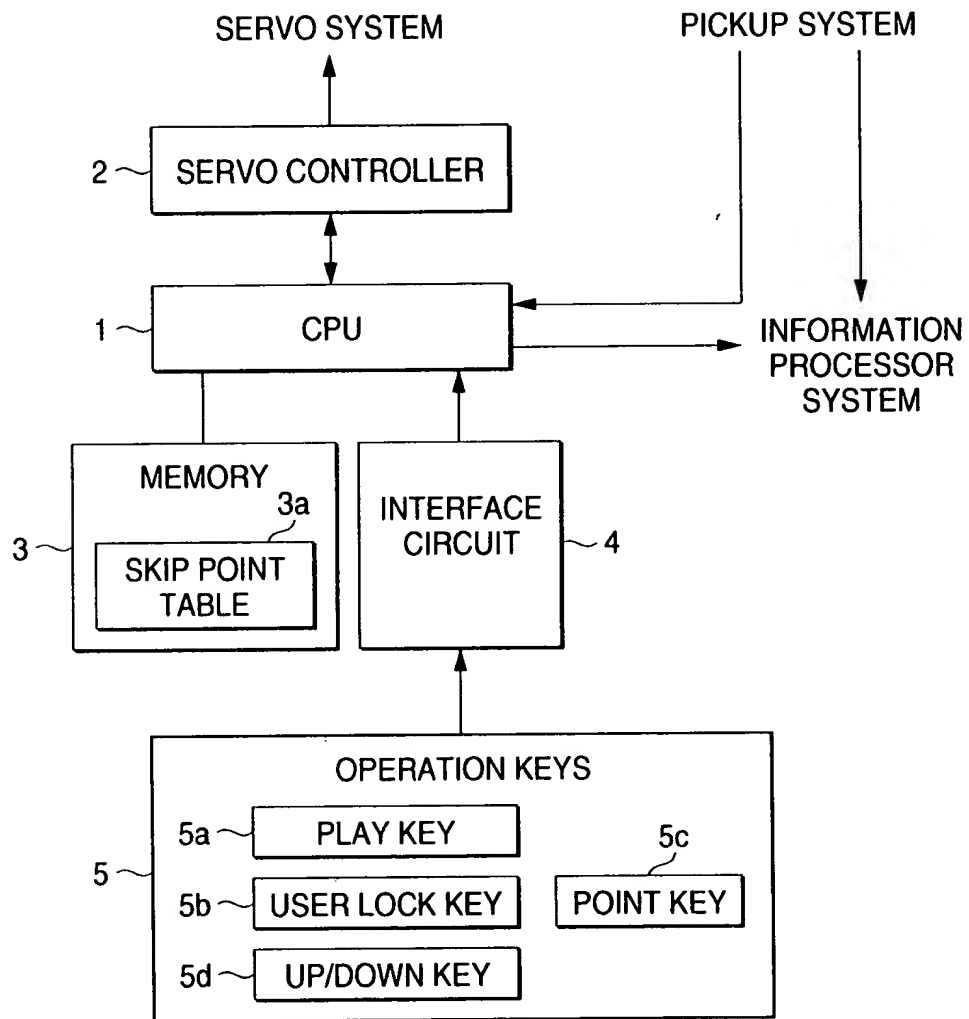 SERVO SYSTEM
PICKUP SYSTEM
2
SERVO CONTROLLER
1
CPU
INFORMATION
PROCESSOR
SYSTEM
MEMORY
3a
3
SKIP POINT
TABLE
INTERFACE
CIRCUIT
4
OPERATION KEYS
5a
PLAY KEY
5c
5
5b
USER LOCK KEY
POINT KEY
5d
UP/DOWN KEY